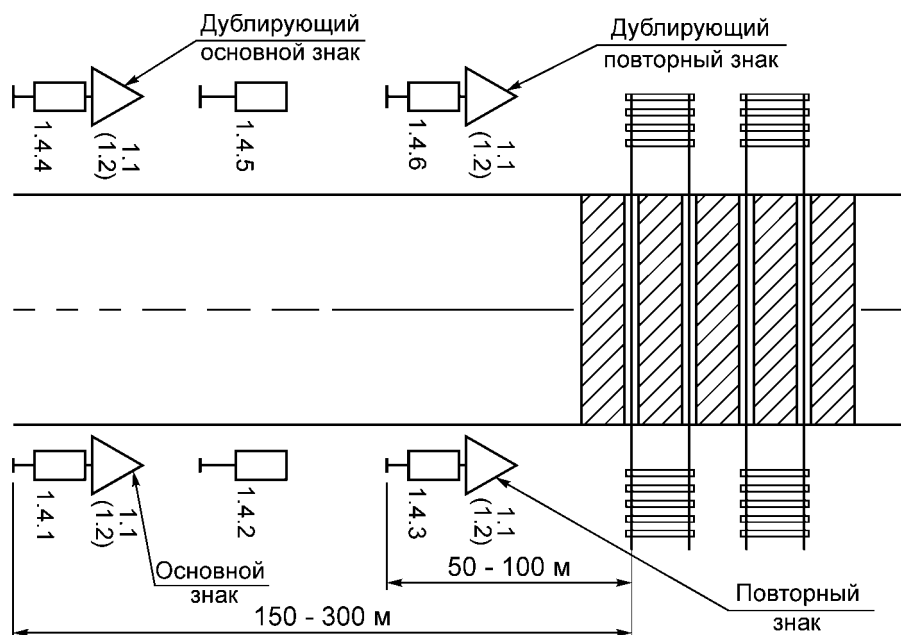 Дублирующий
основной знак
Дублирующий
повторный знак
1.4.4
1.1
(1.2)
1.4.5
1.4.6
1.1
(1.2)
1.4.1
1.1
(1.2)
1.4.2
1.4.3
1.1
(1.2)
Основной
знак
50 - 100 м
Повторный
знак
150 - 300 м